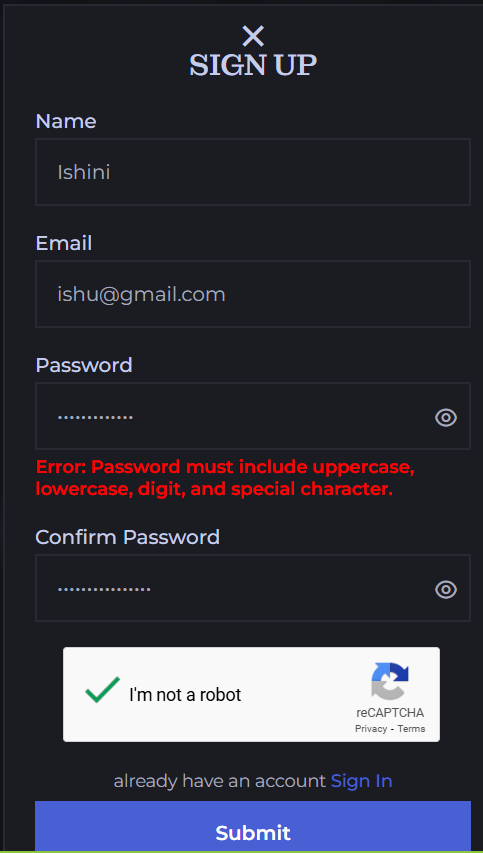 SIGN UP
Name
Ishini
Email
ishu@gmail.com
Password
•••••••••••••
Error: Password must include uppercase,
lowercase, digit, and special character.
Confirm Password
••••••••••••••••
I'm not a robot
reCAPTCHA
Privacy - Terms
already have an account Sign In
Submit